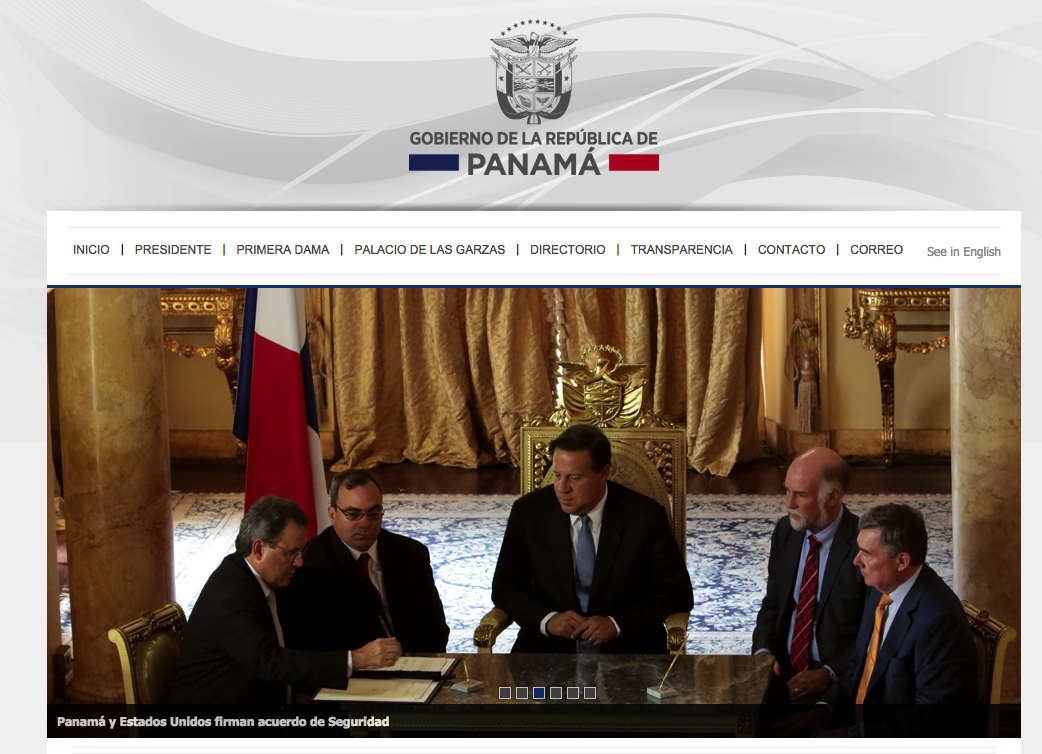 GOBIERNO DE LA REPÚBLICA DE
PANAMÁ
INICIO | PRESIDENTE | PRIMERA DAMA | PALACIO DE LAS GARZAS | DIRECTORIO | TRANSPARENCIA | CONTACTO | CORREO See in English
Panamá y Estados Unidos firman acuerdo de Seguridad